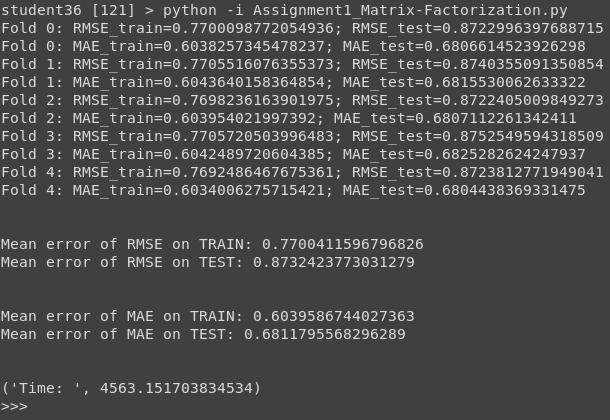 student36 [121] > python -i Assignment1_Matrix-Factorization.py
Fold 0: RMSE_train=0.7700098772054936; RMSE_test=0.8722996397688715
Fold 0: MAE_train=0.6038257345478237; MAE_test=0.6806614523926298
Fold 1: RMSE_train=0.7705516076355373; RMSE_test=0.8740355091350854
Fold 1: MAE_train=0.6043640158364854; MAE_test=0.6815530062633322
Fold 2: RMSE_train=0.7698236163901975; RMSE_test=0.8722405009849273
Fold 2: MAE_train=0.603954021997392; MAE_test=0.6807112261342411
Fold 3: RMSE_train=0.7705720503996483; RMSE_test=0.8752549594318509
Fold 3: MAE_train=0.6042489720604385; MAE_test=0.6825282624247937
Fold 4: RMSE_train=0.7692486467675361; RMSE_test=0.8723812771949041
Fold 4: MAE_train=0.6034006275715421; MAE_test=0.6804438369331475
Mean error of RMSE on TRAIN: 0.7700411596796826
Mean error of RMSE on TEST: 0.8732423773031279
Mean error of MAE on TRAIN: 0.6039586744027363
Mean error of MAE on TEST: 0.6811795568296289
('Time: ', 4563.151703834534)
>>>